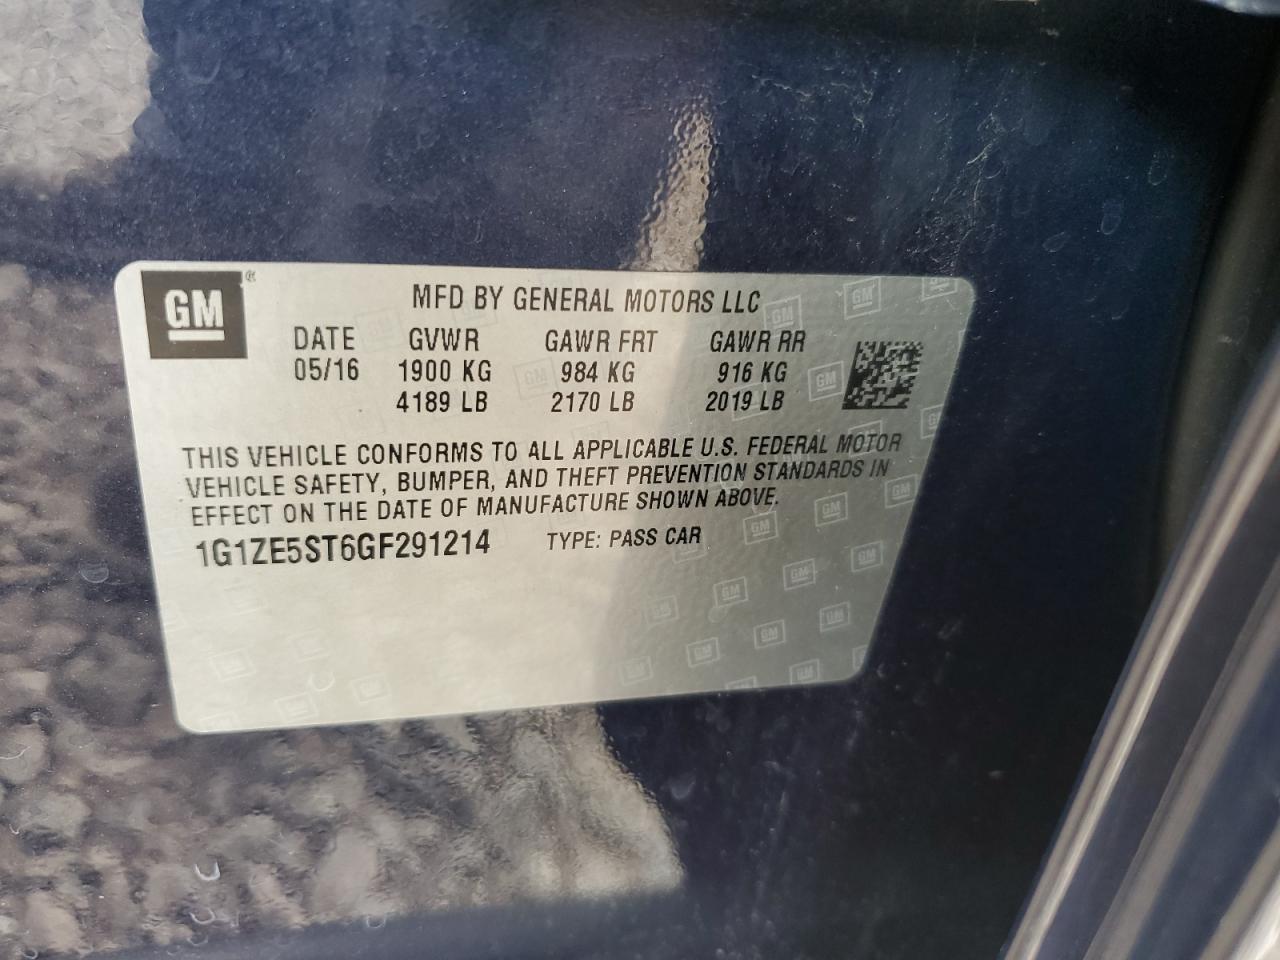 GM ®
MFD BY GENERAL MOTORS LLC
DATE GVWR GAWR FRT GAWR RR
05/16 1900 KG 984 KG 916 KG
4189 LB 2170 LB 2019 LB
THIS VEHICLE CONFORMS TO ALL APPLICABLE U.S. FEDERAL MOTOR
VEHICLE SAFETY, BUMPER, AND THEFT PREVENTION STANDARDS IN
EFFECT ON THE DATE OF MANUFACTURE SHOWN ABOVE.
1G1ZE5ST6GF291214 TYPE: PASS CAR